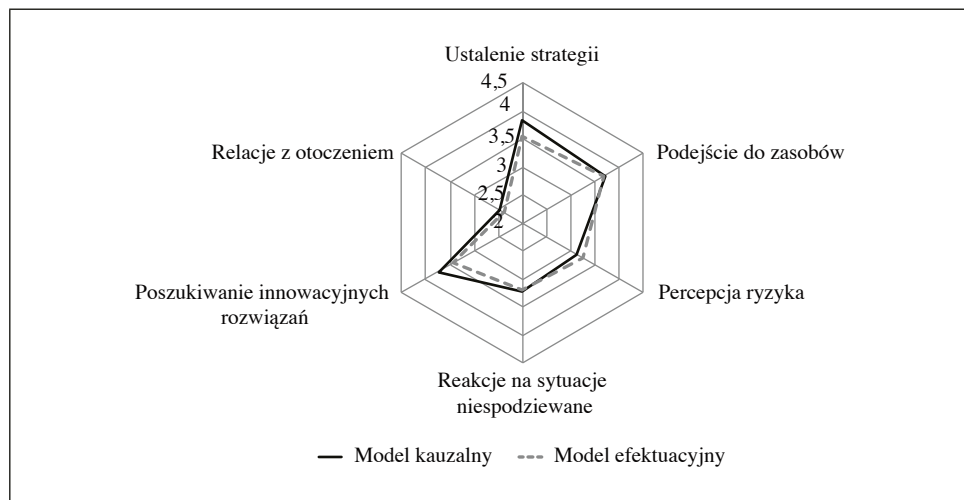 Ustalenie strategii
4,5
4
3,5
3
2,5
2
Relacje z otoczeniem
Podejście do zasobów
Poszukiwanie innowacyjnych
rozwiązań
Percepcja ryzyka
Reakcje na sytuacje
niespodziewane
Model kauzalny
Model efektuacyjny